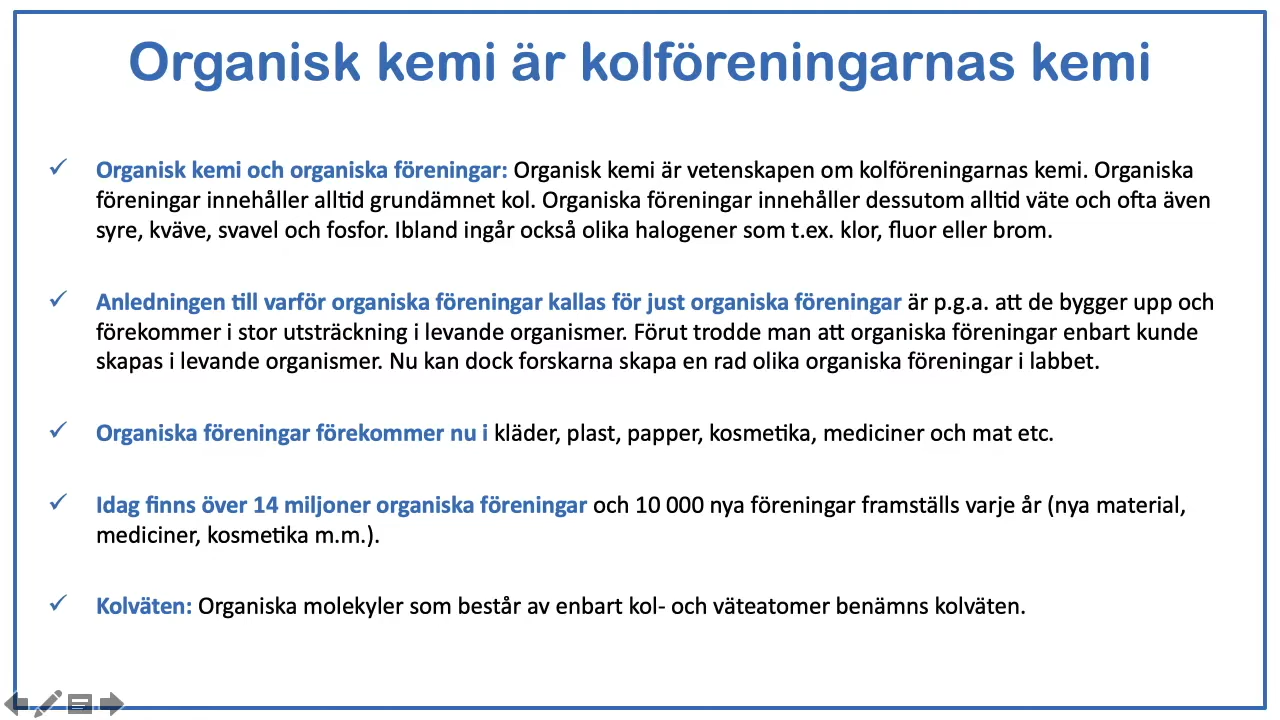 Organisk kemi är kolföreningarnas kemi
✓ Organisk kemi och organiska föreningar: Organisk kemi är vetenskapen om kolföreningarnas kemi. Organiska
föreningar innehåller alltid grundämnet kol. Organiska föreningar innehåller dessutom alltid väte och ofta även
syre, kväve, svavel och fosfor. Ibland ingår också olika halogener som t.ex. klor, fluor eller brom.
✓ Anledningen till varför organiska föreningar kallas för just organiska föreningar är p.g.a. att de bygger upp och
förekommer i stor utsträckning i levande organismer. Förut trodde man att organiska föreningar enbart kunde
skapas i levande organismer. Nu kan dock forskarna skapa en rad olika organiska föreningar i labbet.
✓ Organiska föreningar förekommer nu i kläder, plast, papper, kosmetika, mediciner och mat etc.
✓ Idag finns över 14 miljoner organiska föreningar och 10 000 nya föreningar framställs varje år (nya material,
mediciner, kosmetika m.m.).
✓ Kolväten: Organiska molekyler som består av enbart kol- och väteatomer benämns kolväten.